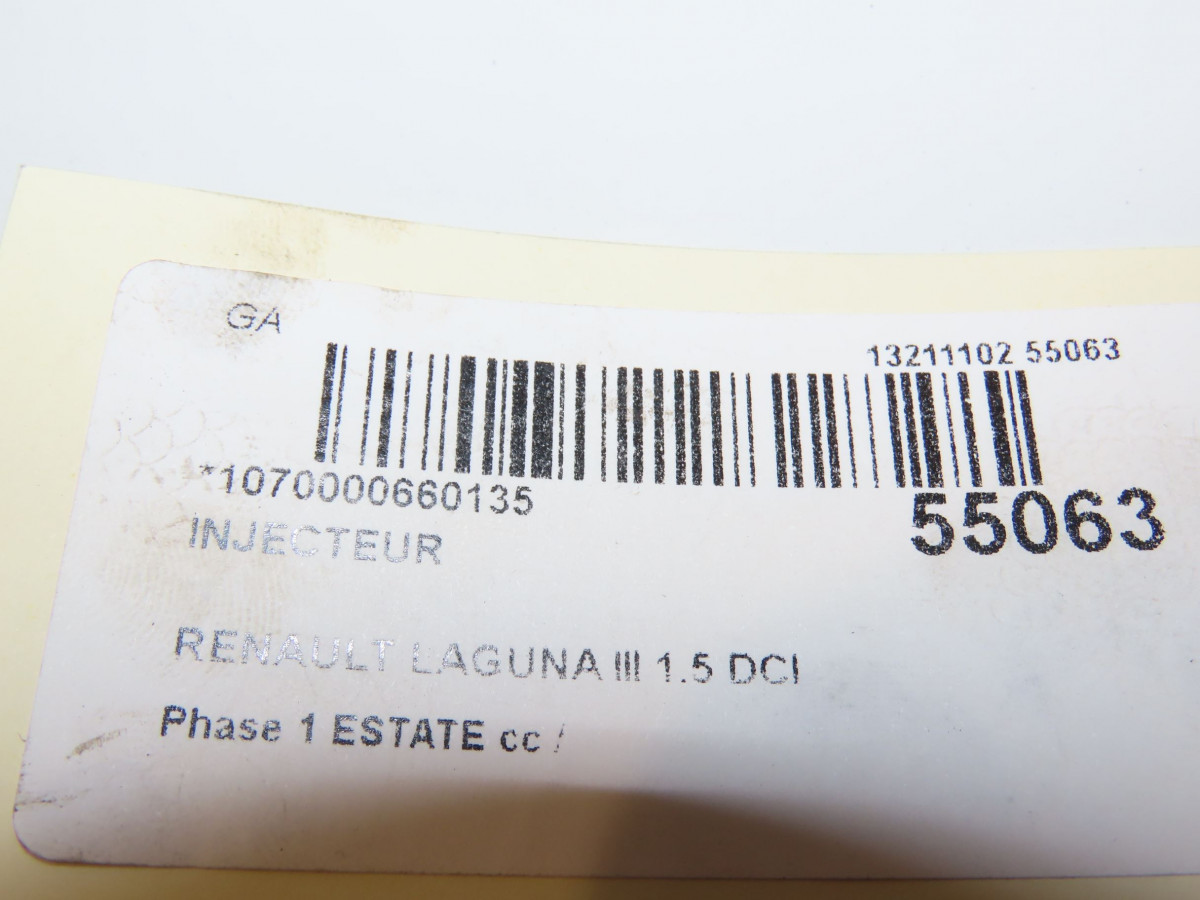 GA
13211102 55063
*1070000660135
55063
INJECTEUR
RENAULT LAGUNA III 1.5 DCI
Phase 1 ESTATE cc /